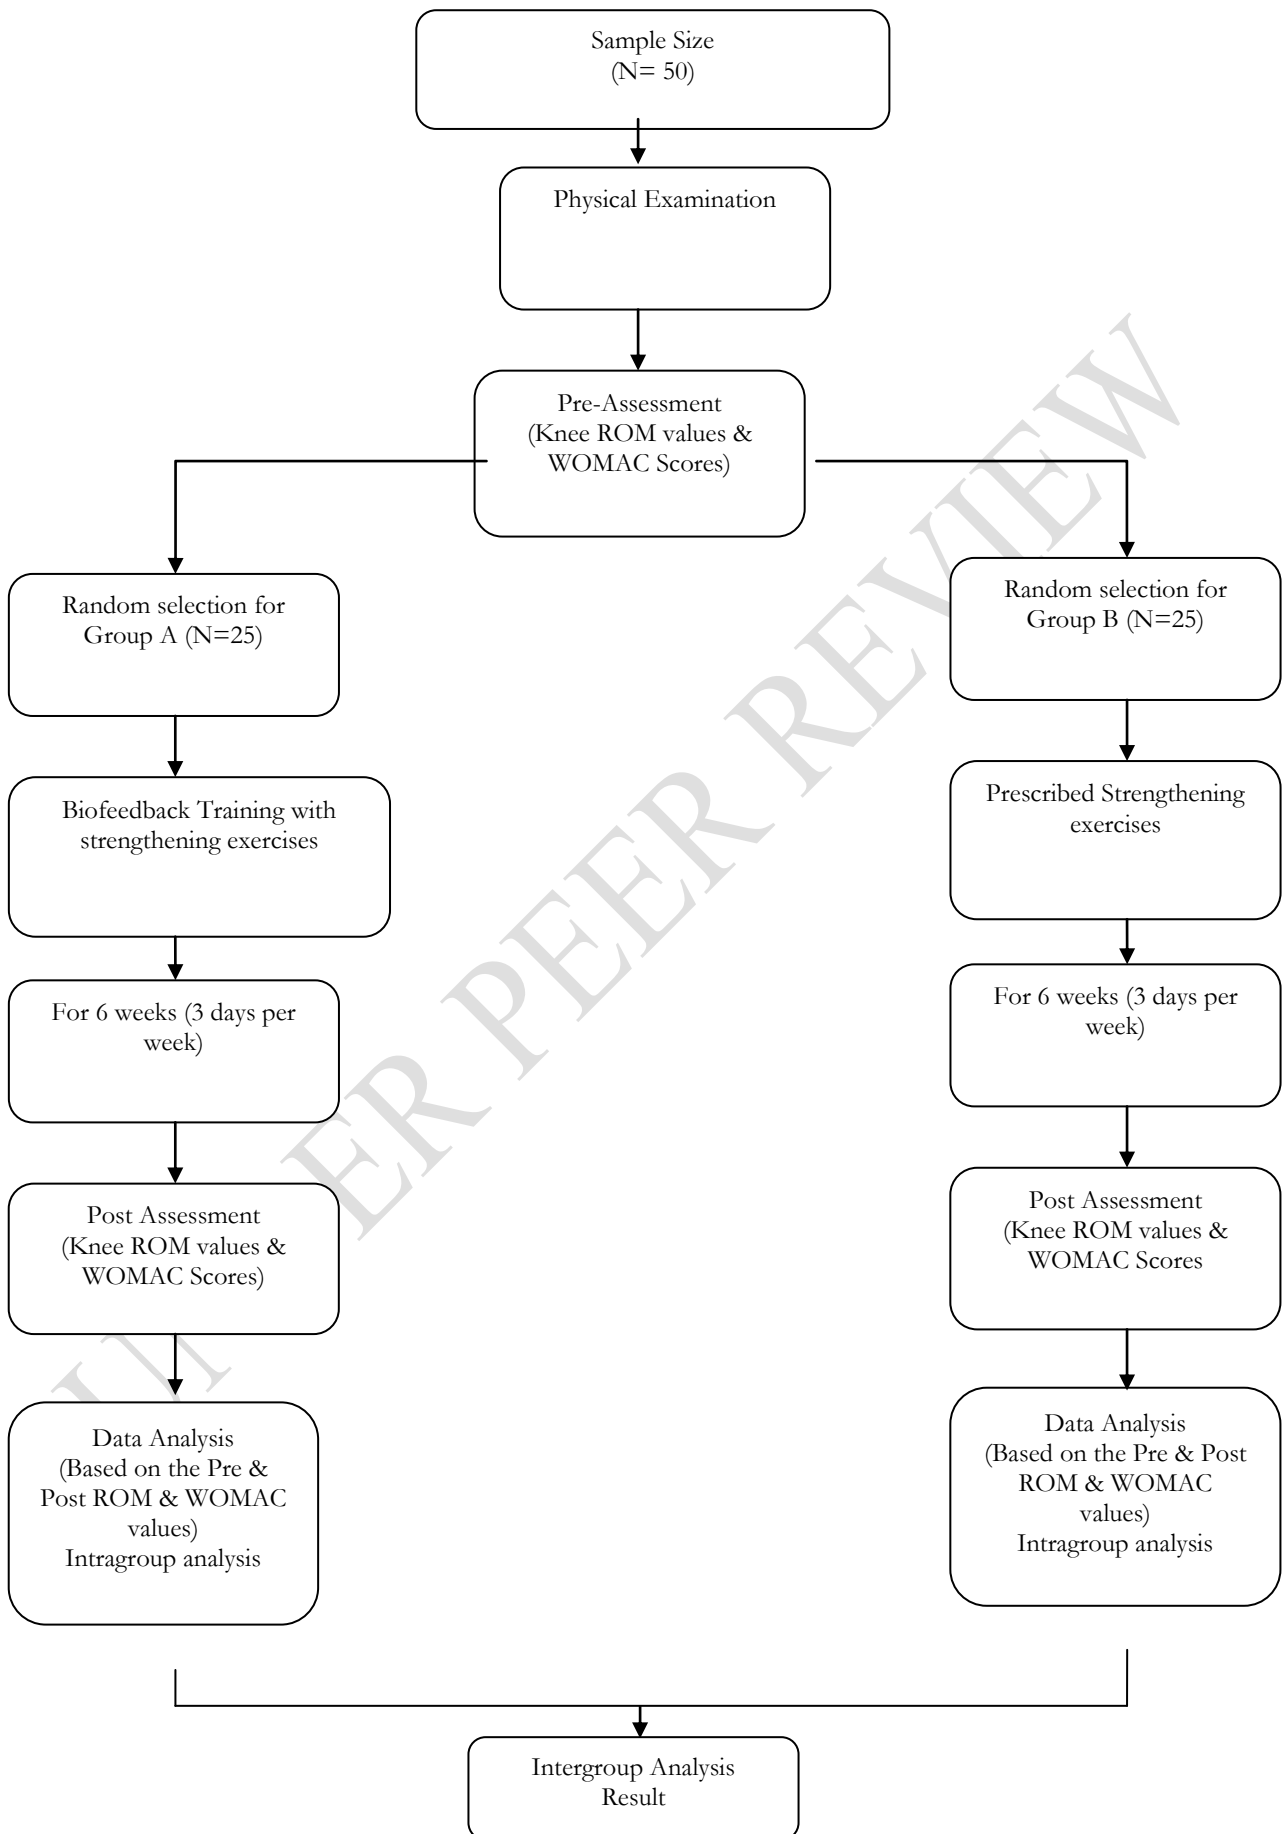 Sample Size
(N= 50)
Physical Examination
Pre-Assessment
(Knee ROM values &
WOMAC Scores)
Random selection for
Group A (N=25)
Random selection for
Group B (N=25)
Biofeedback Training with
strengthening exercises
Prescribed Strengthening
exercises
For 6 weeks (3 days per
week)
For 6 weeks (3 days per
week)
Post Assessment
(Knee ROM values &
WOMAC Scores)
Post Assessment
(Knee ROM values &
WOMAC Scores
Data Analysis
(Based on the Pre &
Post ROM & WOMAC
values)
Intragroup analysis
Data Analysis
(Based on the Pre & Post
ROM & WOMAC
values)
Intragroup analysis
Intergroup Analysis
Result
ER PEER REVIEW